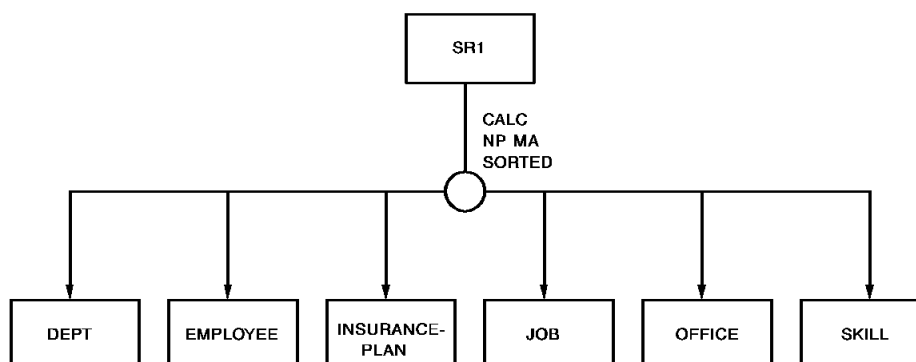 SR1
CALC
NP MA
SORTED
DEPT
EMPLOYEE
INSURANCE-
PLAN
JOB
OFFICE
SKILL